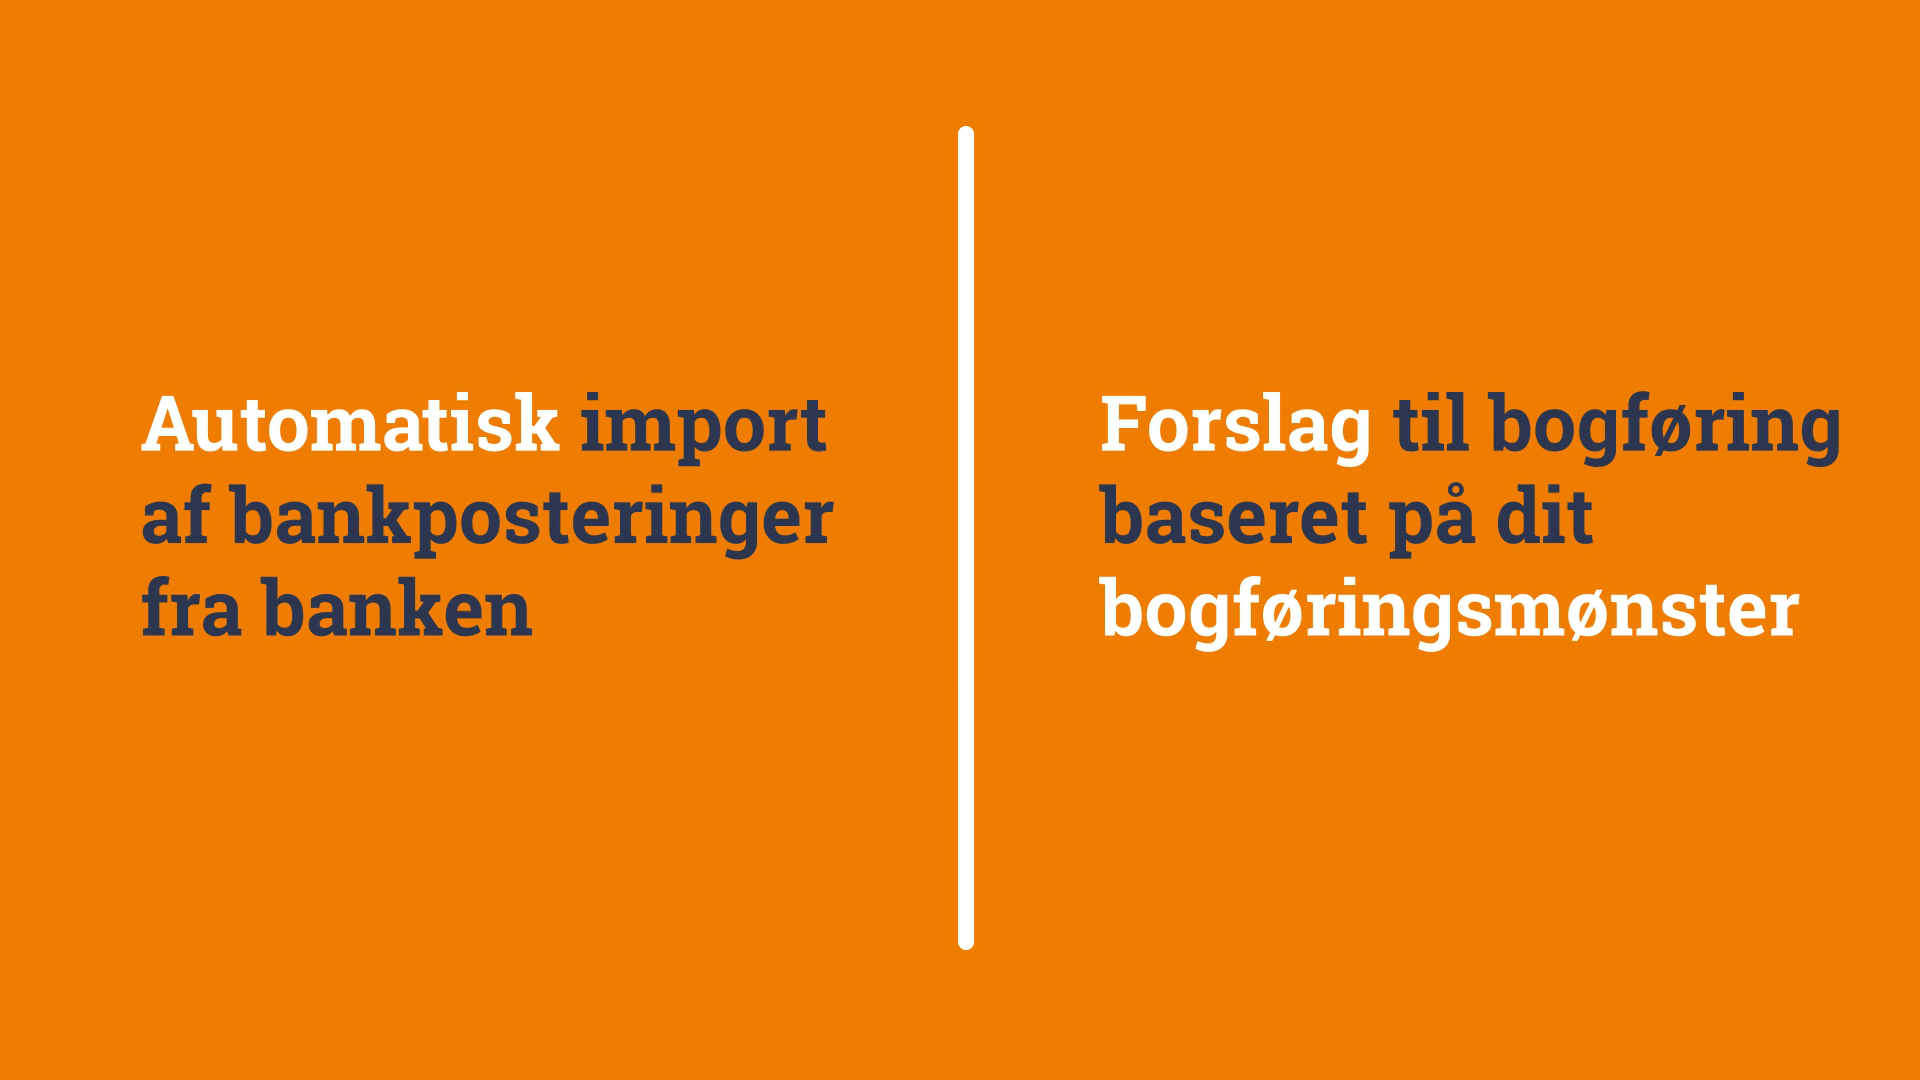 Automatisk import
af bankposteringer
fra banken
Forslag til bogføring
baseret på dit
bogføringsmønster